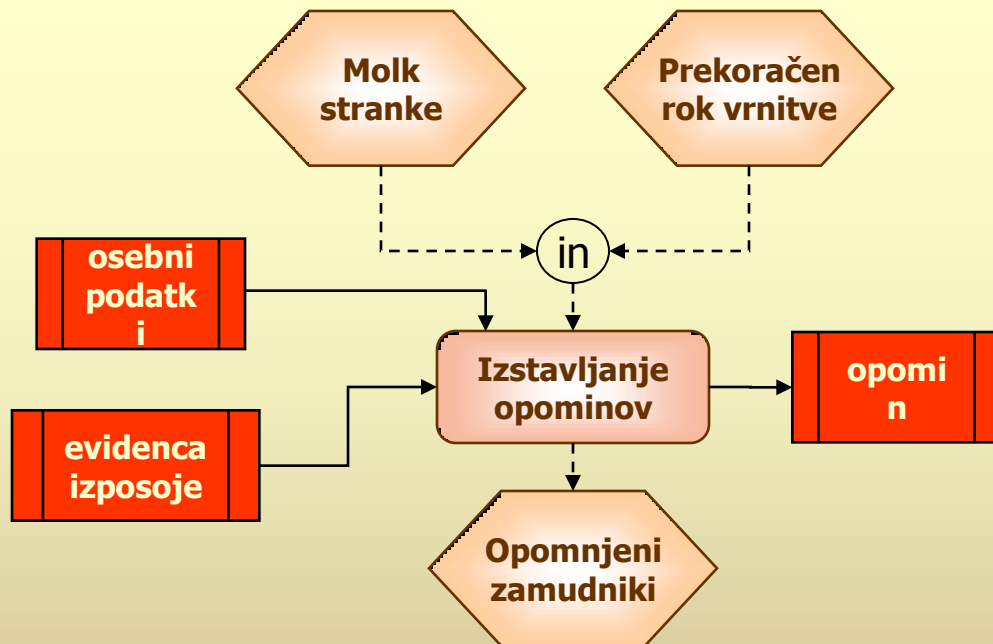 Molk
stranke
Prekoračen
rok vrnitve
in
osebni
podatk
i
Izstavljanje
opominov
opomi
n
evidenca
izposoje
Opomnjeni
zamudniki